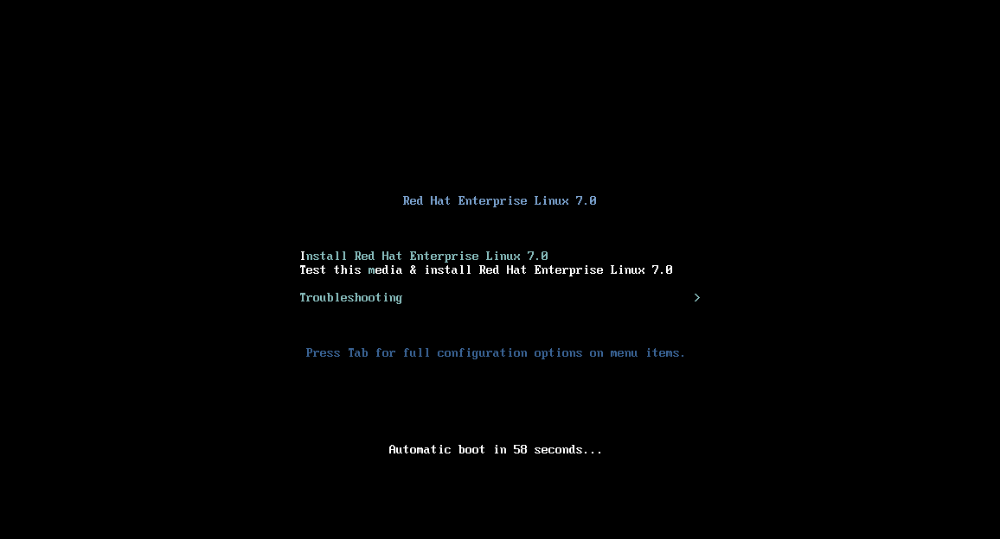 Red Hat Enterprise Linux 7.0
Install Red Hat Enterprise Linux 7.0
Test this media & install Red Hat Enterprise Linux 7.0
Troubleshooting >
Press Tab for full configuration options on menu items.
Automatic boot in 58 seconds...